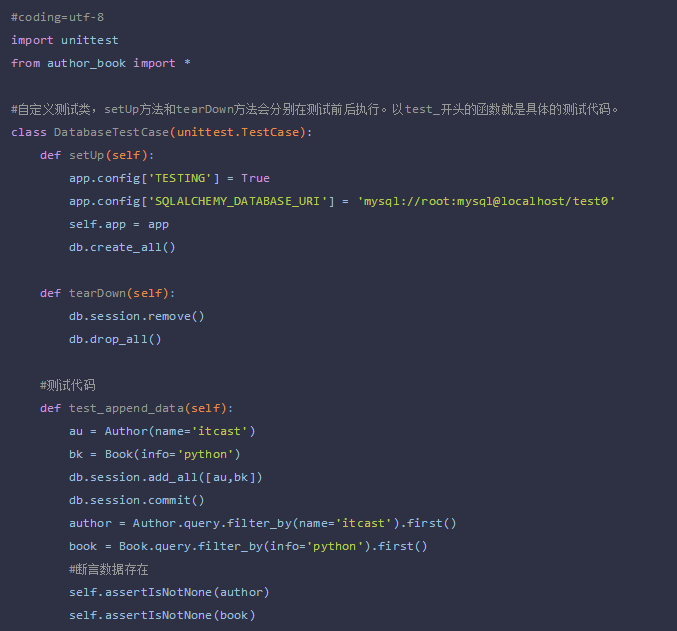 #coding=utf-8
import unittest
from author_book import *
#自定义测试类，setUp方法和tearDown方法会分别在测试前后执行。以test_开头的函数就是具体的测试代码。
class DatabaseTestCase(unittest.TestCase):
    def setUp(self):
        app.config['TESTING'] = True
        app.config['SQLALCHEMY_DATABASE_URI'] = 'mysql://root:mysql@localhost/test0'
        self.app = app
        db.create_all()
    def tearDown(self):
        db.session.remove()
        db.drop_all()
    #测试代码
    def test_append_data(self):
        au = Author(name='itcast')
        bk = Book(info='python')
        db.session.add_all([au,bk])
        db.session.commit()
        author = Author.query.filter_by(name='itcast').first()
        book = Book.query.filter_by(info='python').first()
        #断言数据存在
        self.assertIsNotNone(author)
        self.assertIsNotNone(book)